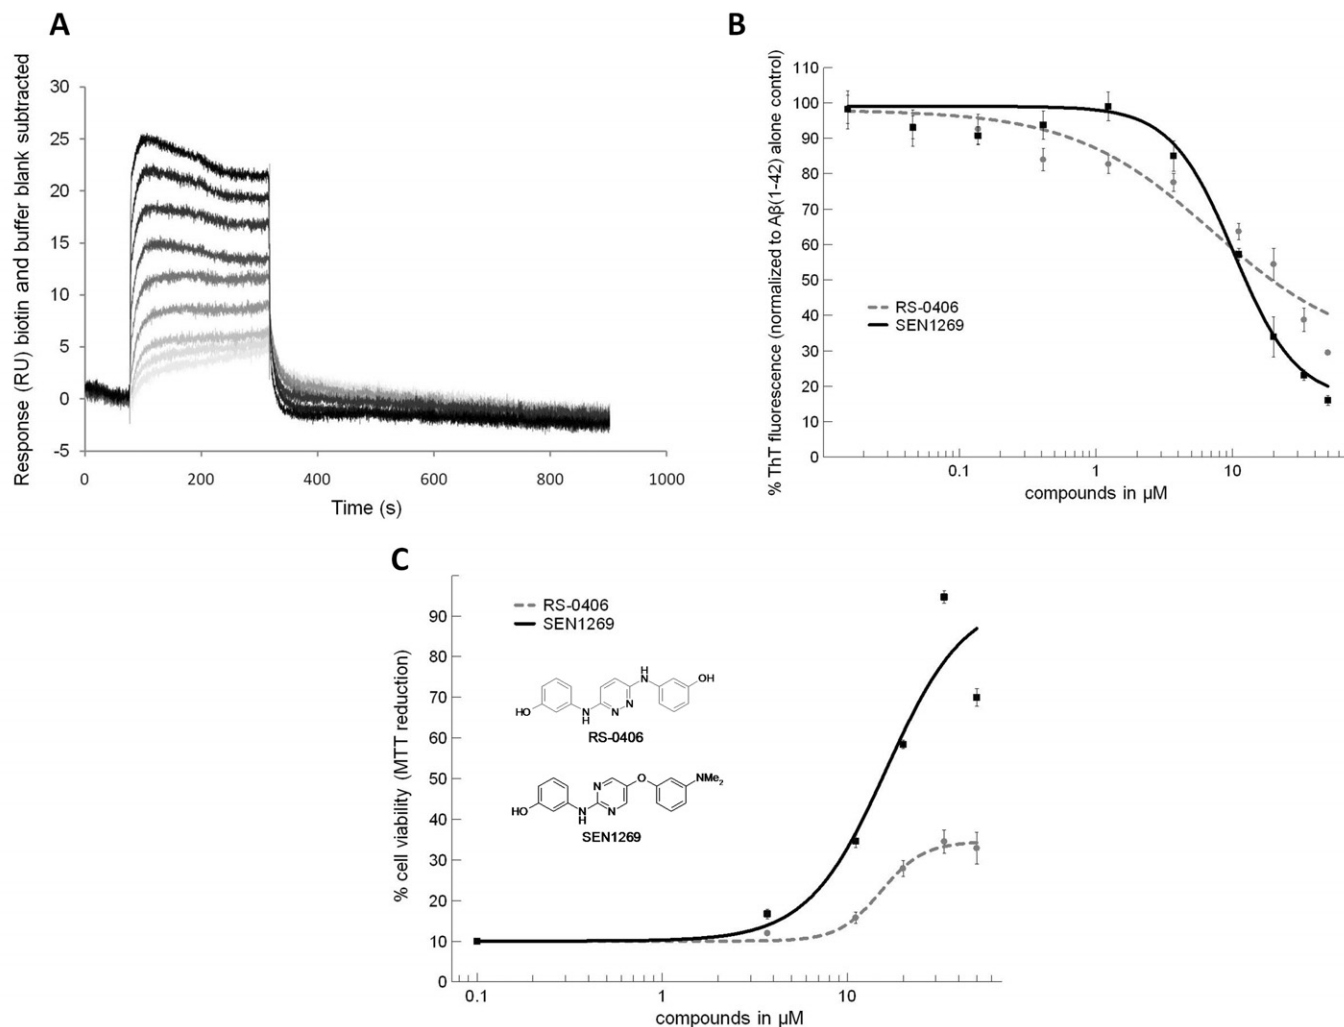 A
Response (RU) biotin and buffer blank subtracted
30
25
20
15
10
5
0
-5
0
200
400
600
800
1000
Time (s)
B
% ThT fluorescence (normalized to Aβ(1-42) alone control)
110
100
90
80
70
60
50
40
30
20
10
0
RS-0406
SEN1269
0.1
1
10
compounds in µM
C
% cell viability (MTT reduction)
90
80
70
60
50
40
30
20
10
0
RS-0406
SEN1269
HO
N
H
N
N
H
N
OH
RS-0406
HO
N
H
N
N
O
NMe₂
SEN1269
0.1
1
10
compounds in µM